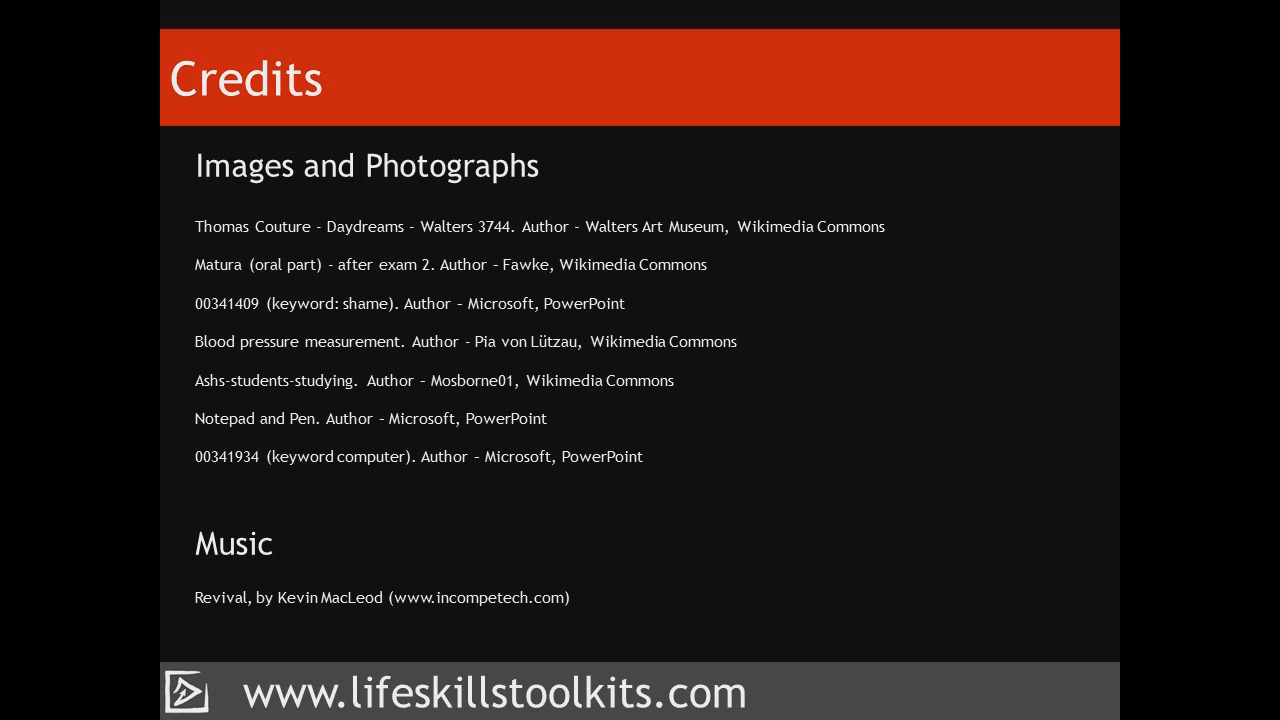 Credits
Images and Photographs
Thomas Couture - Daydreams - Walters 3744. Author - Walters Art Museum, Wikimedia Commons
Matura (oral part) - after exam 2. Author – Fawke, Wikimedia Commons
00341409 (keyword: shame). Author – Microsoft, PowerPoint
Blood pressure measurement. Author - Pia von Lützau, Wikimedia Commons
Ashs-students-studying. Author – Mosborne01, Wikimedia Commons
Notepad and Pen. Author – Microsoft, PowerPoint
00341934 (keyword computer). Author – Microsoft, PowerPoint
Music
Revival, by Kevin MacLeod (www.incompetech.com)
www.lifeskillstoolkits.com